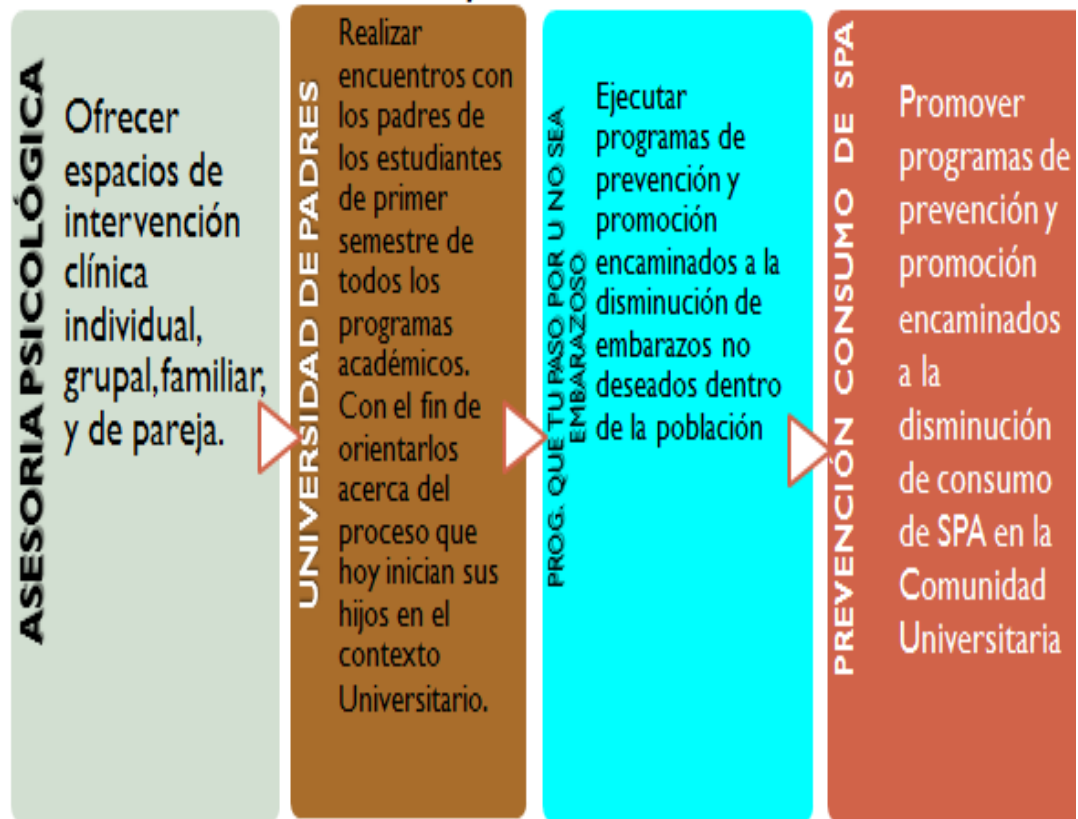 ASESORIA PSICOLÓGICA
Ofrecer
espacios de
intervención
clínica
individual,
grupal, familiar,
y de pareja.
UNIVERSIDAD DE PADRES
Realizar
encuentros con
los padres de
los estudiantes
de primer
semestre de
todos los
programas
académicos.
Con el fin de
orientarlos
acerca del
proceso que
hoy inician sus
hijos en el
contexto
Universitario.
PROG. QUE TU PASO POR U NO SEA
EMBARAZOSO
Ejecutar
programas de
prevención y
promoción
encaminados a la
disminución de
embarazos no
deseados dentro
de la población
PREVENCIÓN CONSUMO DE SPA
Promover
programas de
prevención y
promoción
encaminados
a la
disminución
de consumo
de SPA en la
Comunidad
Universitaria